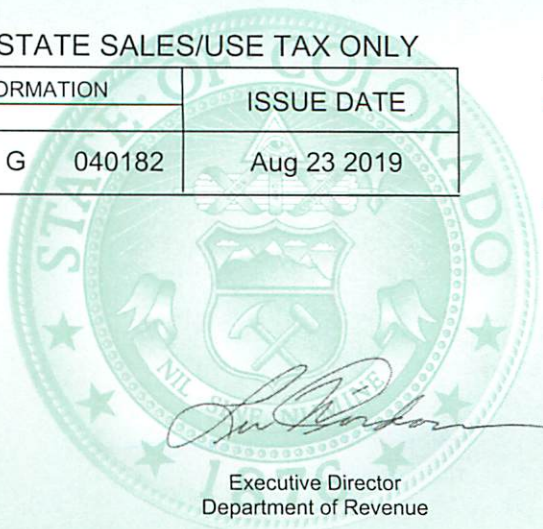 STATE SALES/USE TAX ONLY
ORMATION
ISSUE DATE
G 040182
Aug 23 2019
STATE OF COLORADO
NIL SINE NUMINE
1876
Executive Director
Department of Revenue